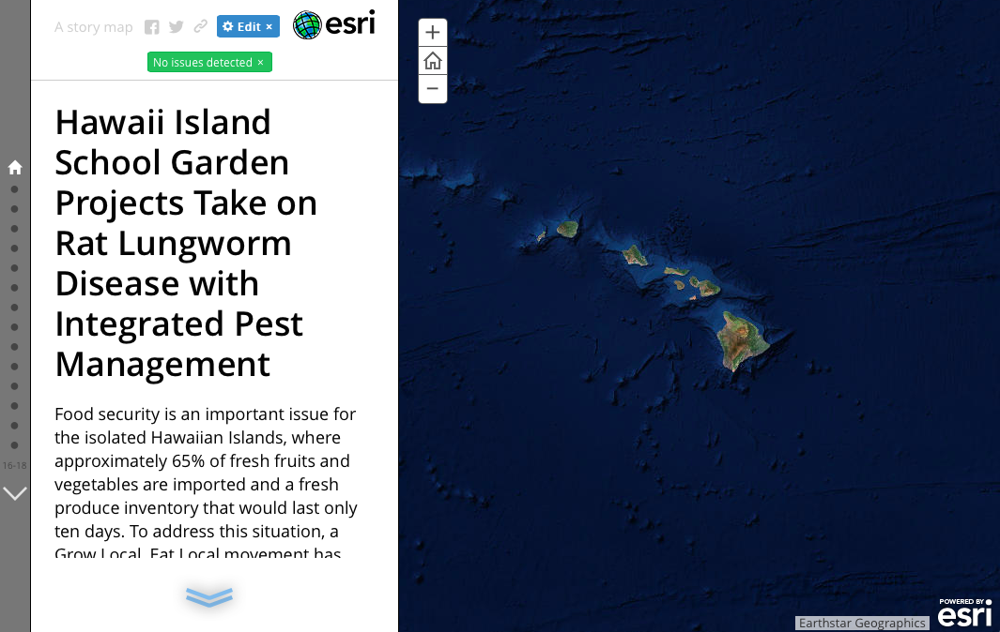 A story map
Edit ×
esri
No issues detected ×
Hawaii Island
School Garden
Projects Take on
Rat Lungworm
Disease with
Integrated Pest
Management
Food security is an important issue for
the isolated Hawaiian Islands, where
approximately 65% of fresh fruits and
vegetables are imported and a fresh
produce inventory that would last only
ten days. To address this situation, a
Grow Local, Eat Local movement has
16-18
+
−
POWERED BY
esri
Earthstar Geographics